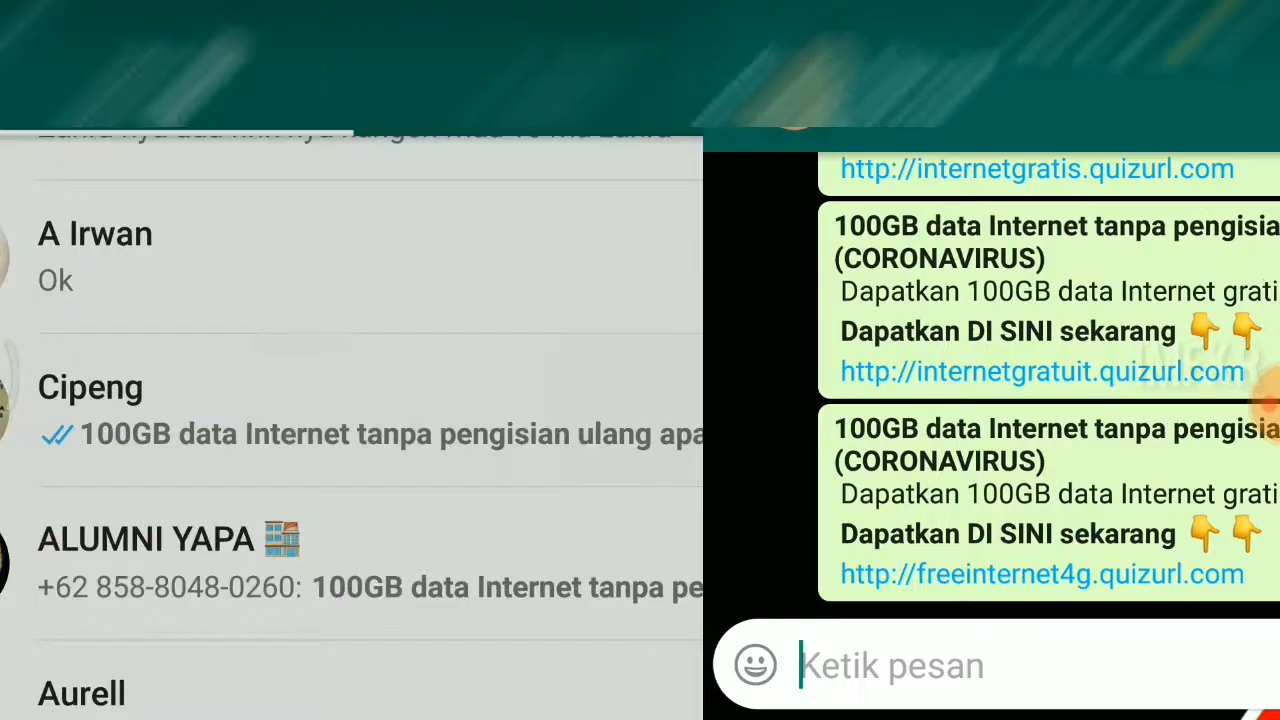 A Irwan
Ok
Cipeng
100GB data Internet tanpa pengisian ulang apa
ALUMNI YAPA
+62 858-8048-0260: 100GB data Internet tanpa pe
Aurell
http://internetgratis.quizurl.com
100GB data Internet tanpa pengisia
(CORONAVIRUS)
Dapatkan 100GB data Internet grati
Dapatkan DI SINI sekarang 👇👇
http://internetgratuit.quizurl.com
100GB data Internet tanpa pengisia
(CORONAVIRUS)
Dapatkan 100GB data Internet grati
Dapatkan DI SINI sekarang 👇👇
http://freeinternet4g.quizurl.com
Ketik pesan